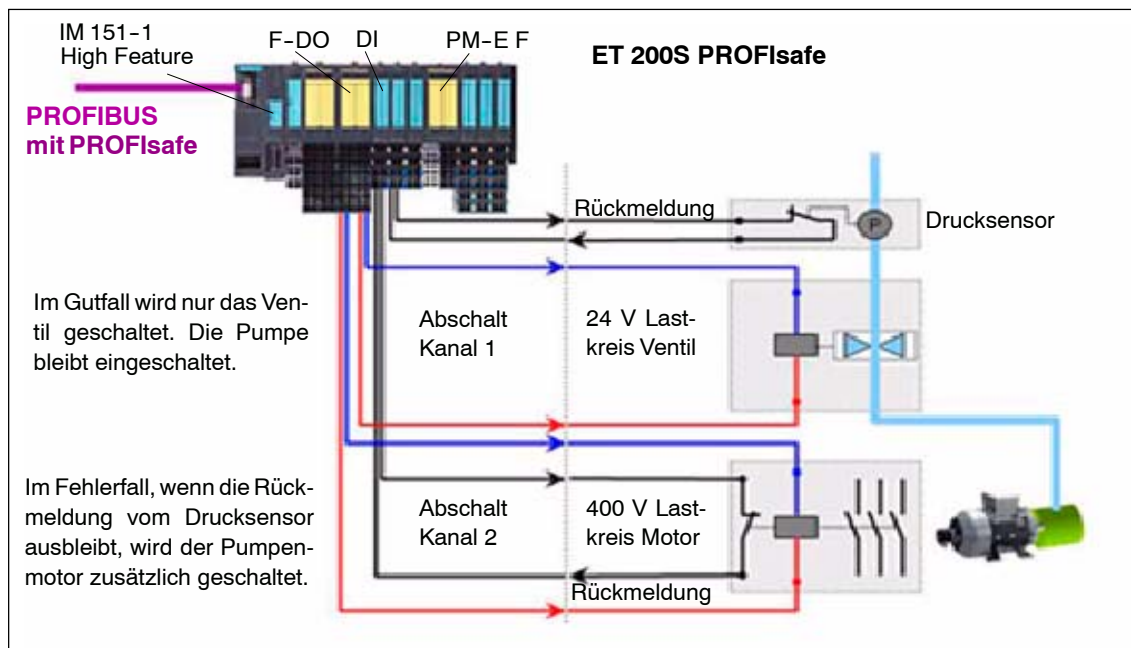 IM 151-1
High Feature
F-DO
DI
PM-E F
ET 200S PROFIsafe
PROFIBUS
mit PROFIsafe
Rückmeldung
P
Drucksensor
Im Gutfall wird nur das Ven-
til geschaltet. Die Pumpe
bleibt eingeschaltet.
Abschalt
Kanal 1
24 V Last-
kreis Ventil
Im Fehlerfall, wenn die Rück-
meldung vom Drucksensor
ausbleibt, wird der Pumpen-
motor zusätzlich geschaltet.
Abschalt
Kanal 2
400 V Last-
kreis Motor
Rückmeldung